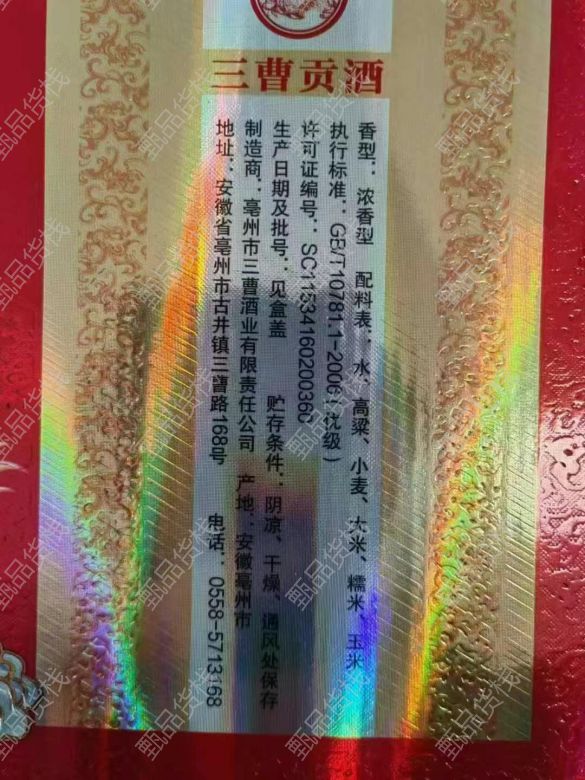 三曹贡酒
香型：浓香型 配料表：水、高粱、小麦、大米、糯米、玉米
执行标准：GB/T10781.1-2006(优级)
许可证编号：SC11534160200360
生产日期及批号：见盒盖 贮存条件：阴凉、干燥、通风处保存
制造商：亳州市三曹酒业有限责任公司 产地：安徽亳州市
地址：安徽省亳州市古井镇三曹路168号 电话：0558-5713168
甄品货栈